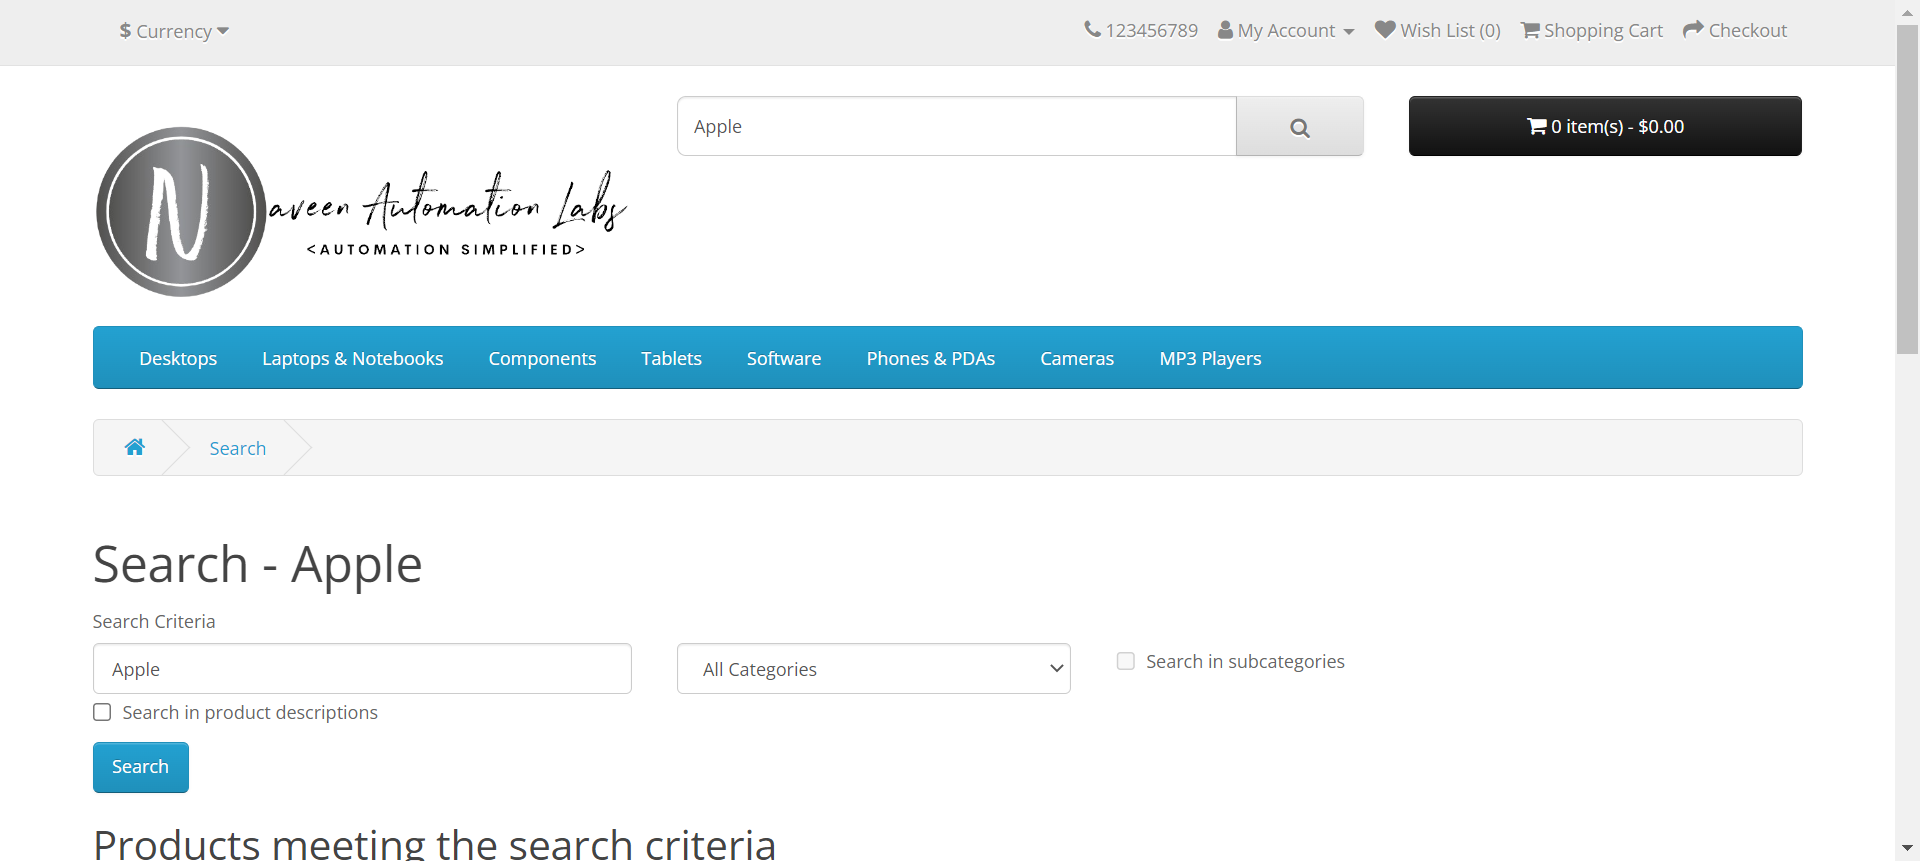 $ Currency
123456789 My Account Wish List (0) Shopping Cart Checkout
Apple
0 item(s) - $0.00
Naveen Automation Labs
<AUTOMATION SIMPLIFIED>
Desktops Laptops & Notebooks Components Tablets Software Phones & PDAs Cameras MP3 Players
Search
Search - Apple
Search Criteria
Apple
All Categories
Search in subcategories
Search in product descriptions
Search
Products meeting the search criteria